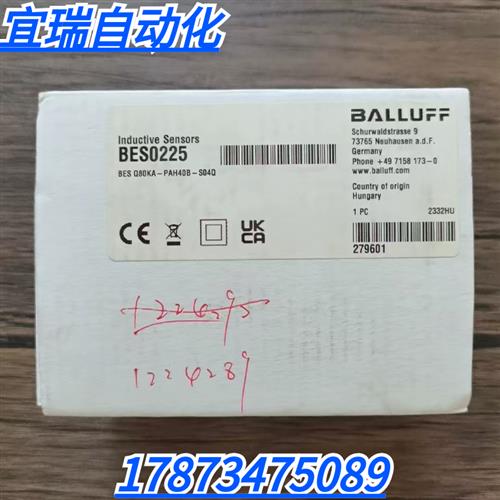 宜瑞自动化
Inductive Sensors
BES0225
BES Q80KA-PAH40B-S04Q
CE
UK
CA
BALLUFF
Schurwaldstrasse 9
73765 Neuhausen a.d.F.
Germany
Phone +49 7158 173-0
www.balluff.com
Country of origin
Hungary
1 PC 2332HU
279601
1224289
17873475089